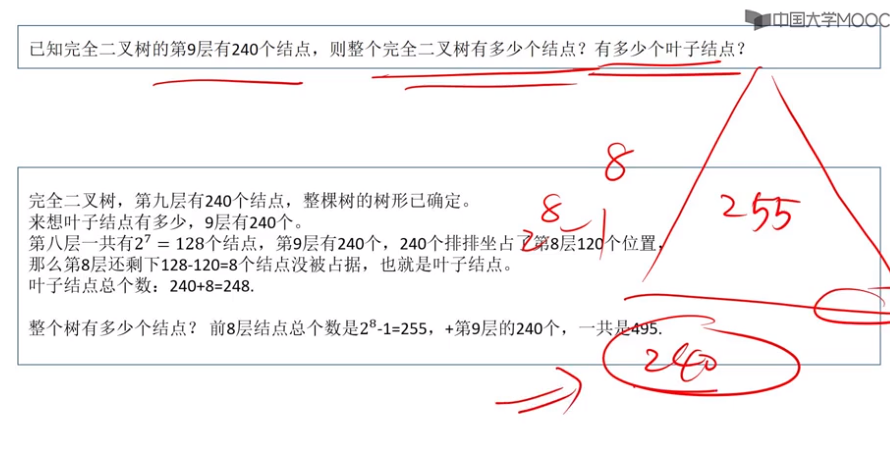 中国大学MOOC
已知完全二叉树的第9层有240个结点，则整个完全二叉树有多少个结点？有多少个叶子结点？
完全二叉树，第九层有240个结点，整棵树的树形已确定。
来想叶子结点有多少，9层有240个。
第八层一共有2⁷ = 128个结点，第9层有240个，240个排排坐占了第8层120个位置，
那么第8层还剩下128-120=8个结点没被占据，也就是叶子结点。
叶子结点总个数：240+8=248.
整个树有多少个结点？ 前8层结点总个数是2⁸-1=255，+第9层的240个，一共是495.
8
2⁸-1
255
240